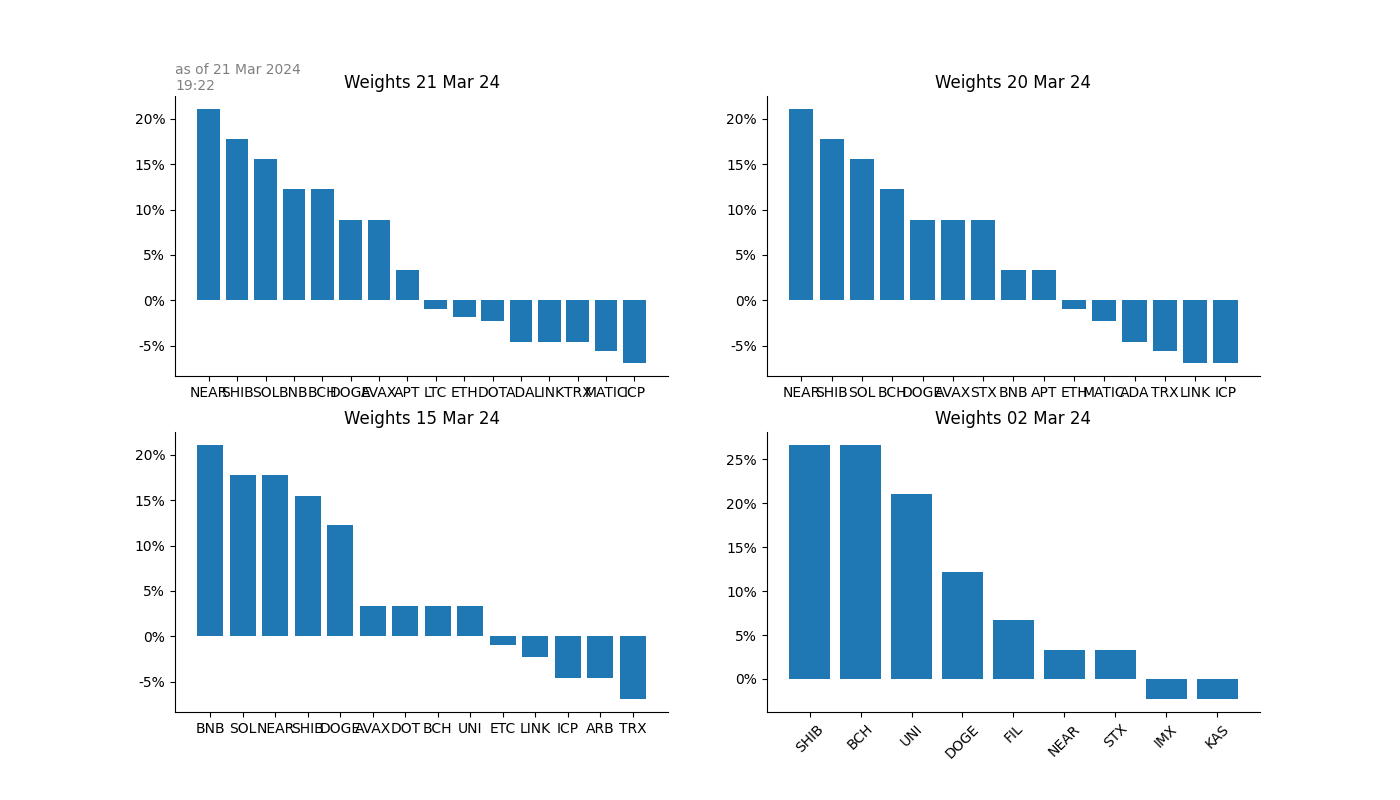 as of 21 Mar 2024
19:22
Weights 21 Mar 24
20%
15%
10%
5%
0%
-5%
NEAR SHIB SOL BNB BCH DOGE AVAX APT LTC ETH DOT ADA LINK TRX MATIC ICP
Weights 20 Mar 24
20%
15%
10%
5%
0%
-5%
NEAR SHIB SOL BCH DOGE AVAX STX BNB APT ETH MATIC ADA TRX LINK ICP
Weights 15 Mar 24
20%
15%
10%
5%
0%
-5%
BNB SOL NEAR SHIB DOGE AVAX DOT BCH UNI ETC LINK ICP ARB TRX
Weights 02 Mar 24
25%
20%
15%
10%
5%
0%
SHIB BCH UNI DOGE FIL NEAR STX IMX KAS